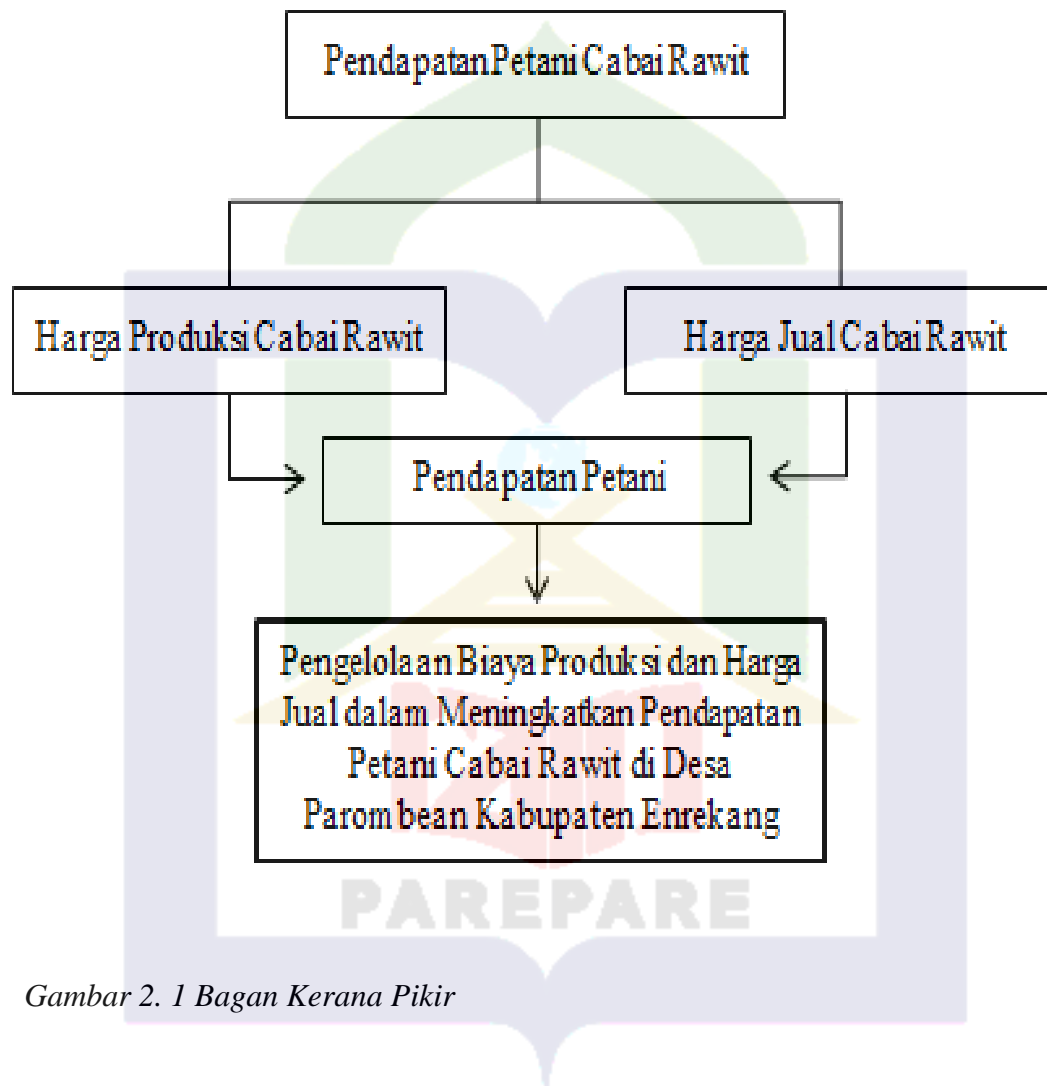 Pendapatan Petani Cabai Rawit
Harga Produksi Cabai Rawit
Harga Jual Cabai Rawit
Pendapatan Petani
Pengelolaan Biaya Produksi dan Harga
Jual dalam Meningkatkan Pendapatan
Petani Cabai Rawit di Desa
Parombean Kabupaten Enrekang
PAREPARE
Gambar 2. 1 Bagan Kerana Pikir